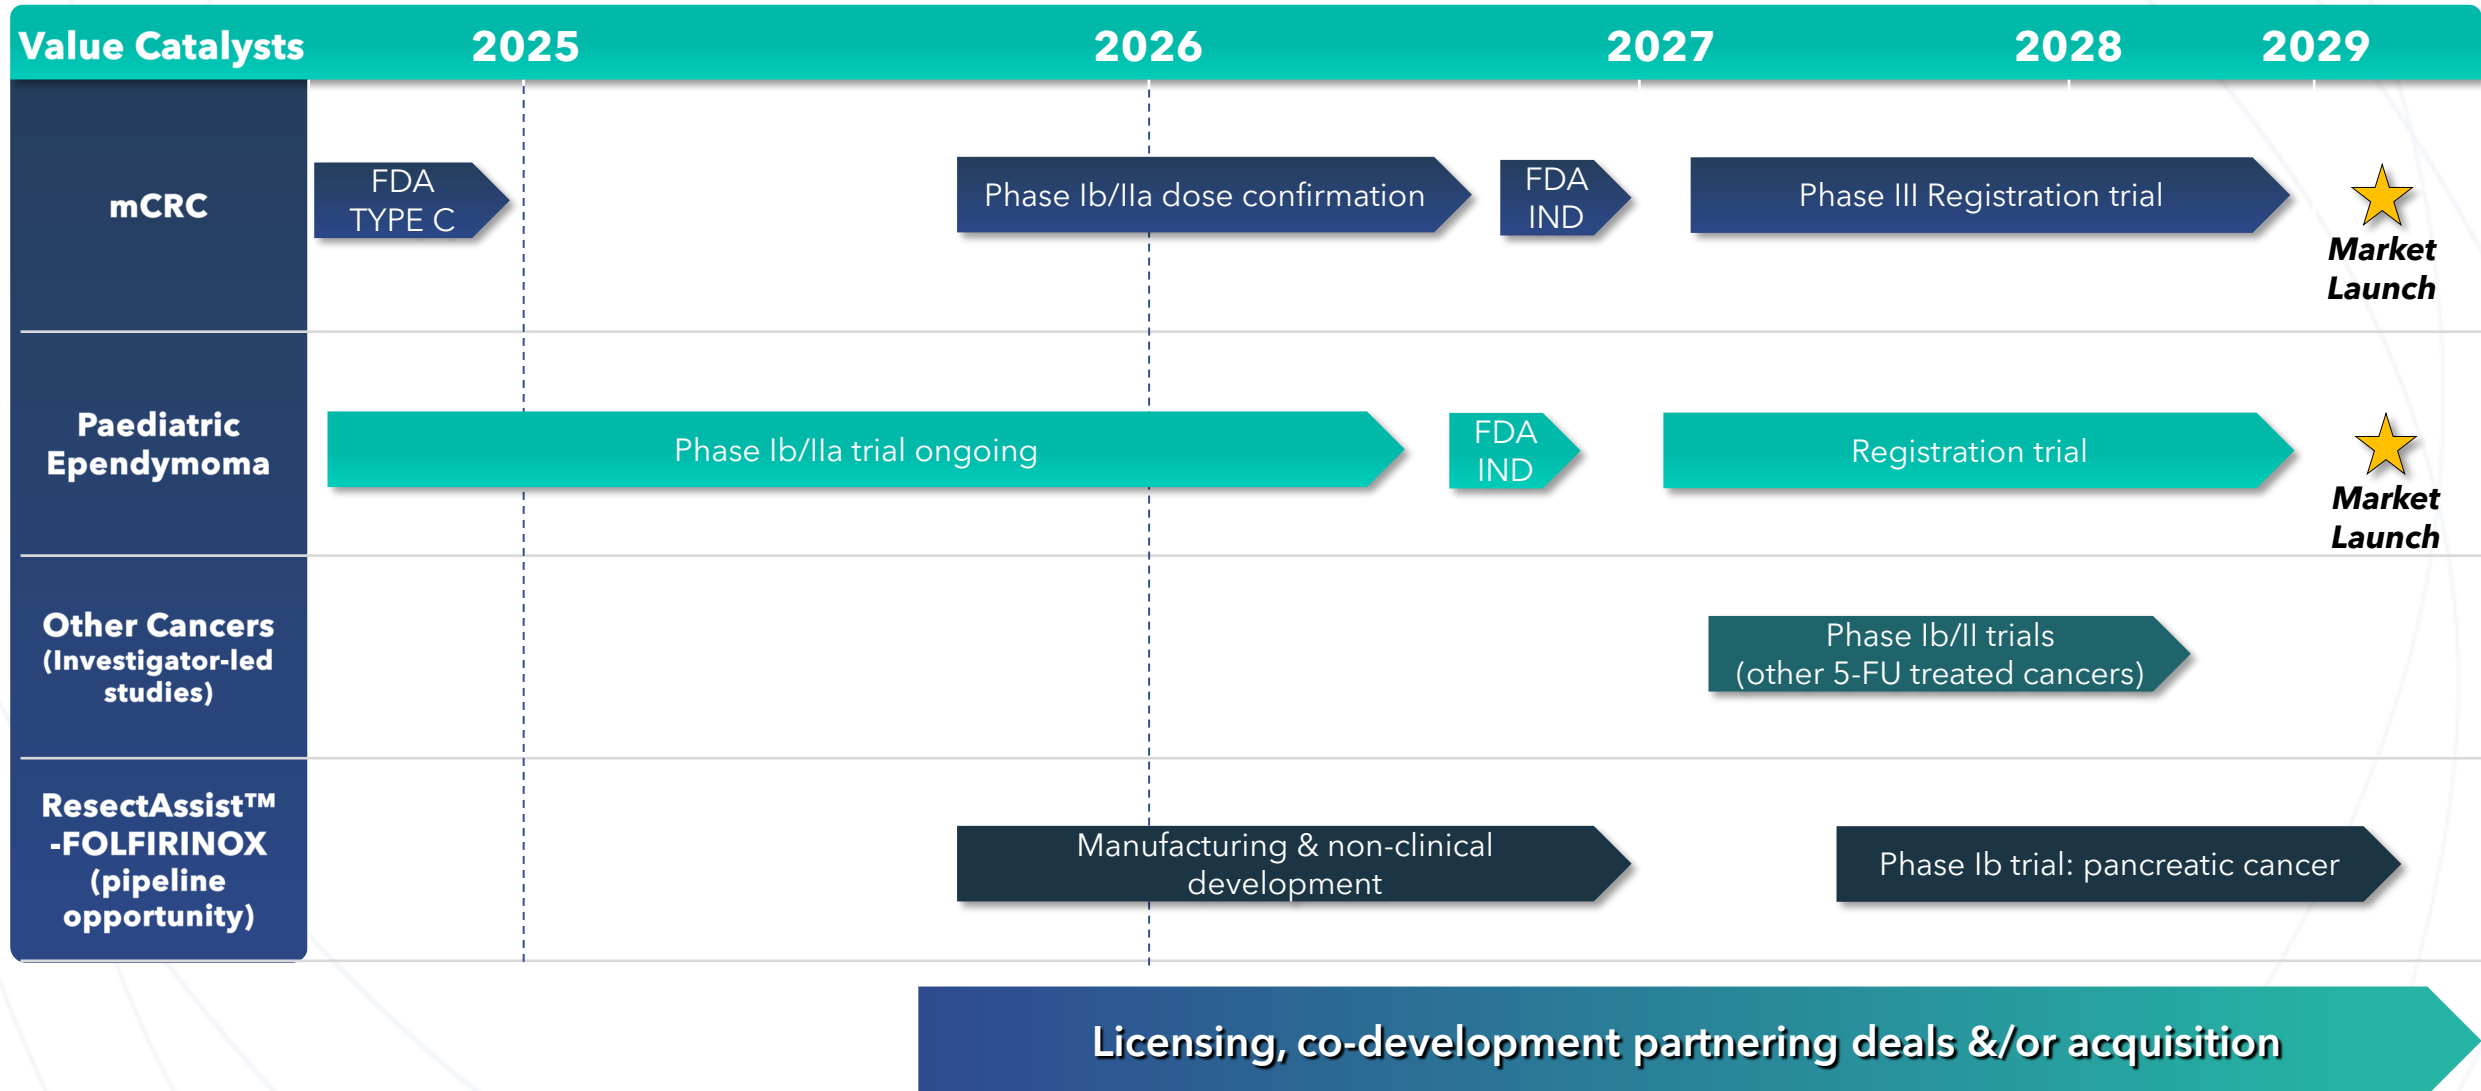 Value Catalysts 2025 2026 2027 2028 2029
mCRC
FDA
TYPE C
Phase Ib/IIa dose confirmation
FDA
IND
Phase III Registration trial
Market
Launch
Paediatric
Ependymoma
Phase Ib/IIa trial ongoing
FDA
IND
Registration trial
Market
Launch
Other Cancers
(Investigator-led
studies)
Phase Ib/II trials
(other 5-FU treated cancers)
ResectAssist™
-FOLFIRINOX
(pipeline
opportunity)
Manufacturing & non-clinical
development
Phase Ib trial: pancreatic cancer
Licensing, co-development partnering deals &/or acquisition